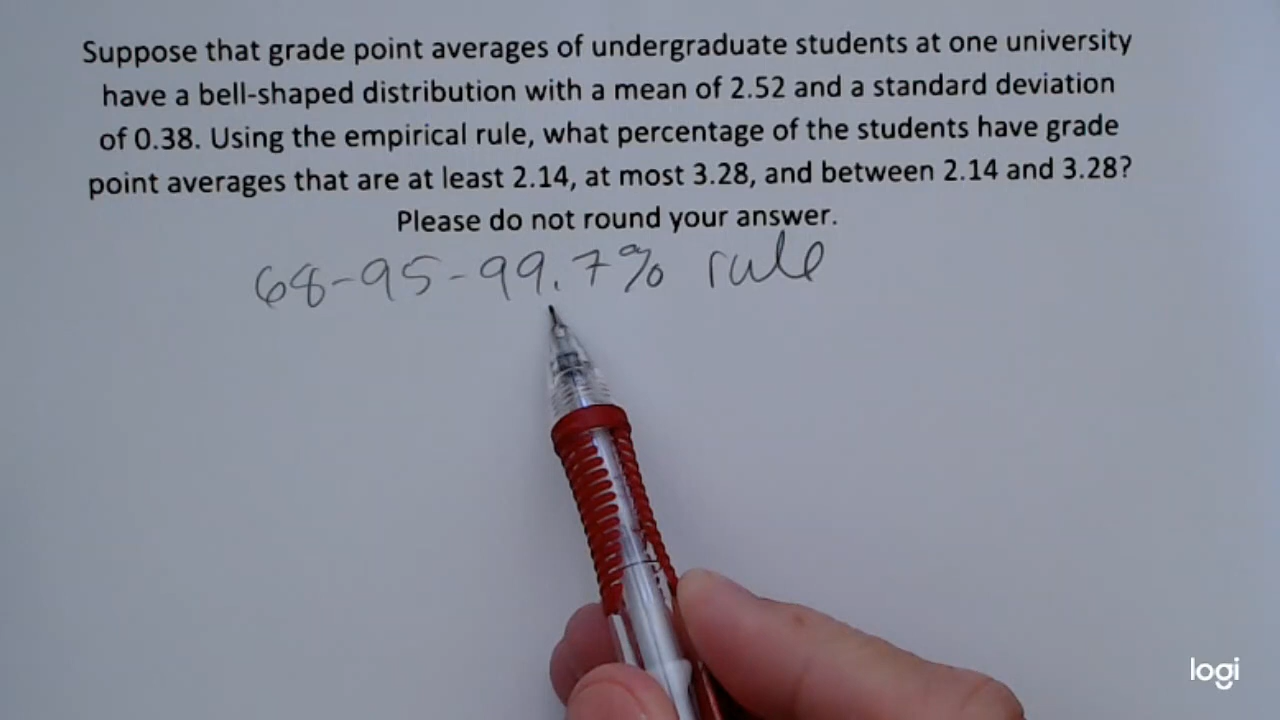 Suppose that grade point averages of undergraduate students at one university
have a bell-shaped distribution with a mean of 2.52 and a standard deviation
of 0.38. Using the empirical rule, what percentage of the students have grade
point averages that are at least 2.14, at most 3.28, and between 2.14 and 3.28?
Please do not round your answer.
68-95-99.7% rule
logi